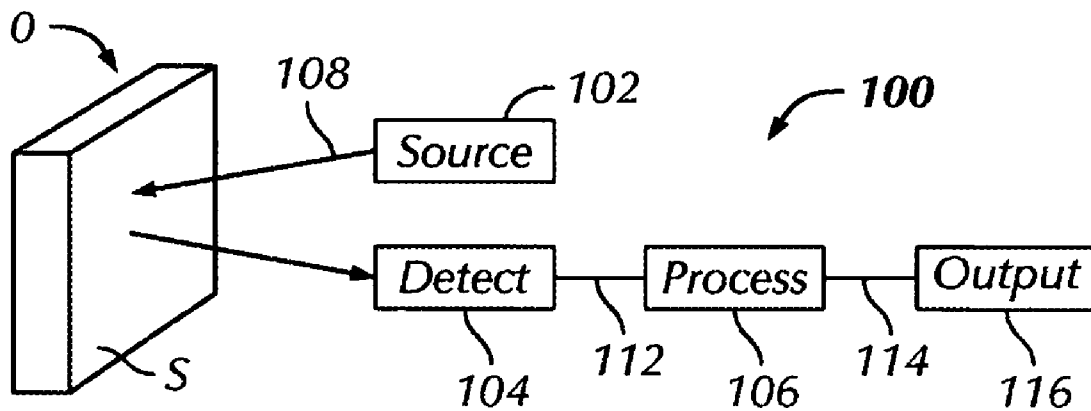 O
108
102
100
Source
Detect
Process
Output
S
104
112
106
114
116